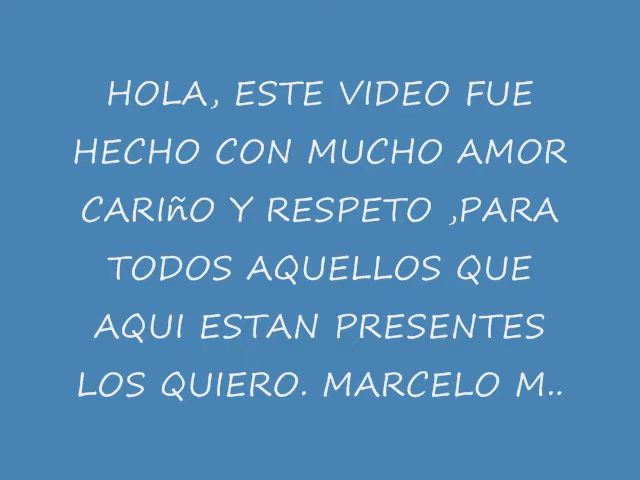 HOLA, ESTE VIDEO FUE
HECHO CON MUCHO AMOR
CARIñO Y RESPETO ,PARA
TODOS AQUELLOS QUE
AQUI ESTAN PRESENTES
LOS QUIERO. MARCELO M..